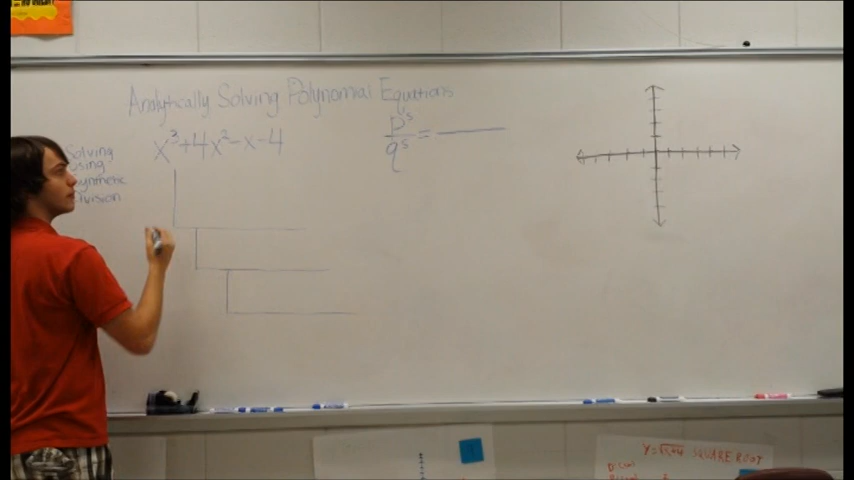 Analytically Solving Polynomial Equations
x³+4x²-x-4
p's
q's =
Solving
Using
Synthetic
Division
Y=√x+4 SQUARE ROOT